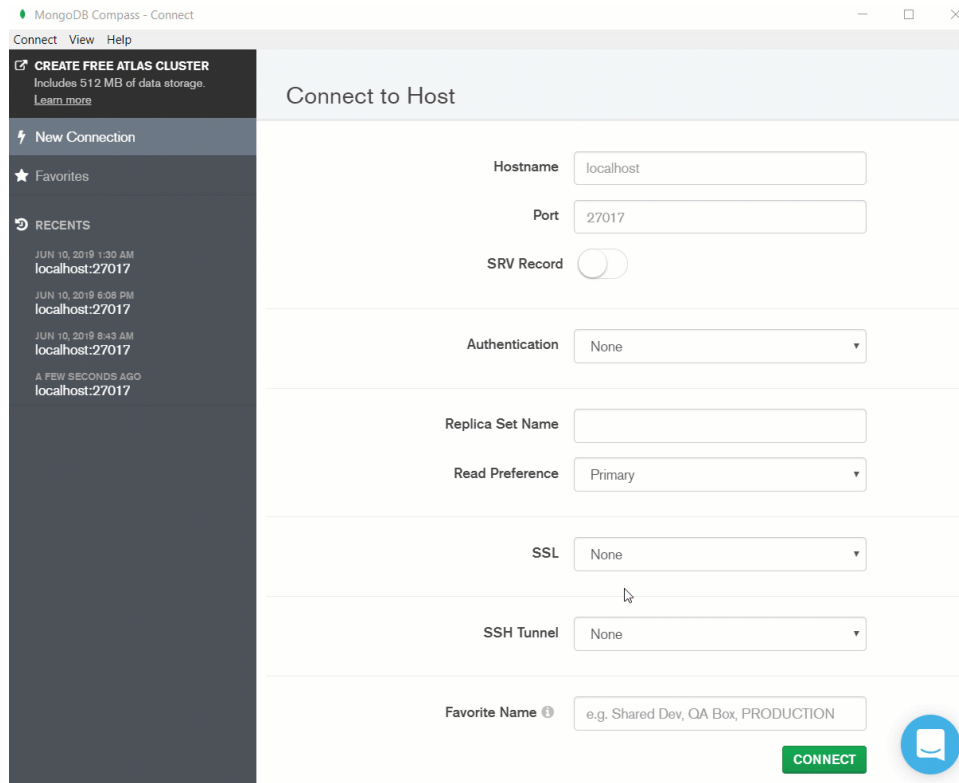 MongoDB Compass - Connect
Connect View Help
CREATE FREE ATLAS CLUSTER
Includes 512 MB of data storage.
Learn more
New Connection
Favorites
RECENTS
JUN 10, 2019 1:30 AM
localhost:27017
JUN 10, 2019 6:08 PM
localhost:27017
JUN 10, 2019 8:43 AM
localhost:27017
A FEW SECONDS AGO
localhost:27017
Connect to Host
Hostname localhost
Port 27017
SRV Record
Authentication None
Replica Set Name
Read Preference Primary
SSL None
SSH Tunnel None
Favorite Name e.g. Shared Dev, QA Box, PRODUCTION
CONNECT